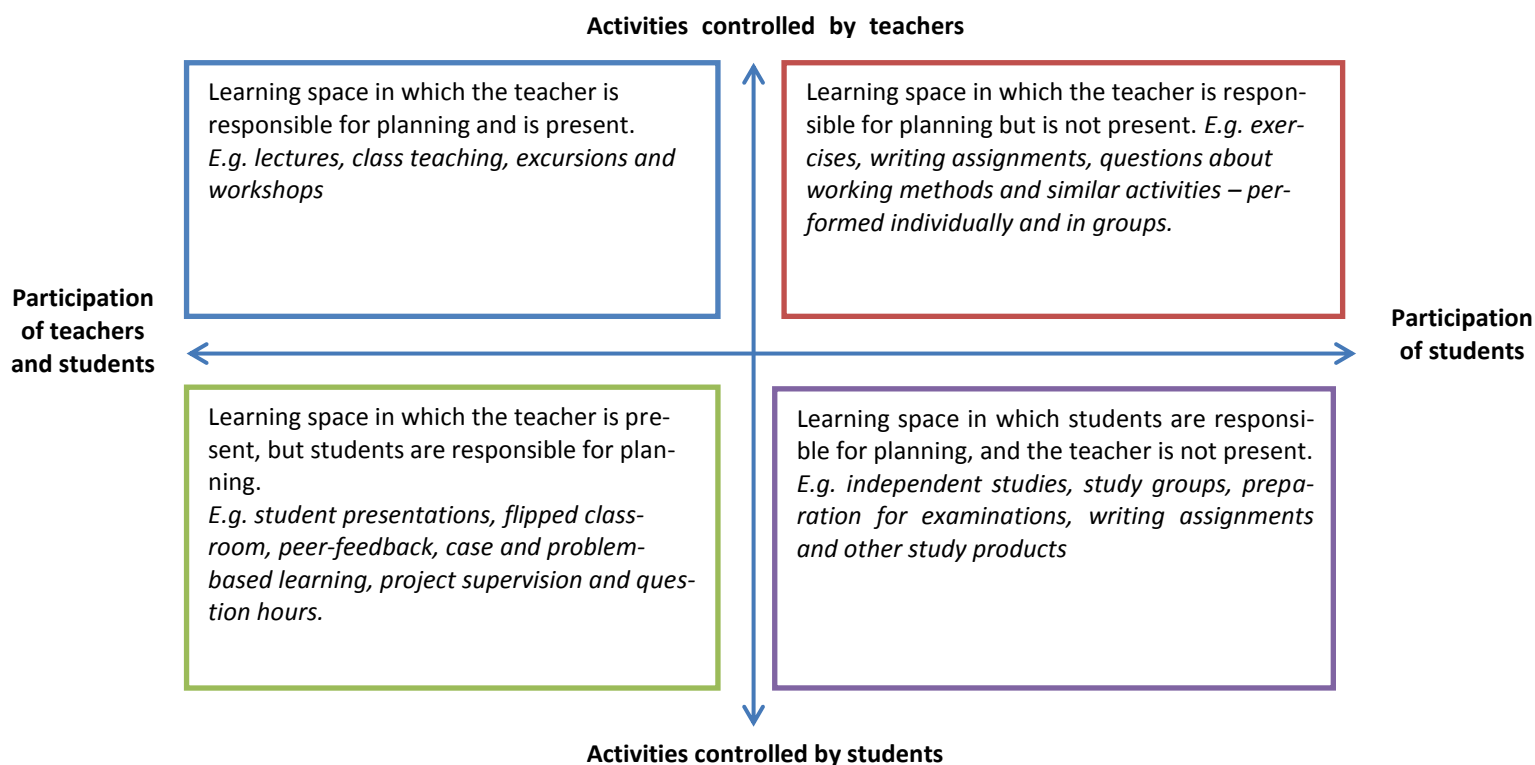 Activities controlled by teachers
Learning space in which the teacher is
responsible for planning and is present.
E.g. lectures, class teaching, excursions and
workshops
Learning space in which the teacher is respon-
sible for planning but is not present. E.g. exer-
cises, writing assignments, questions about
working methods and similar activities – per-
formed individually and in groups.
Participation
of teachers
and students
Participation
of students
Learning space in which the teacher is pre-
sent, but students are responsible for plan-
ning.
E.g. student presentations, flipped class-
room, peer-feedback, case and problem-
based learning, project supervision and ques-
tion hours.
Learning space in which students are responsi-
ble for planning, and the teacher is not present.
E.g. independent studies, study groups, prepa-
ration for examinations, writing assignments
and other study products
Activities controlled by students